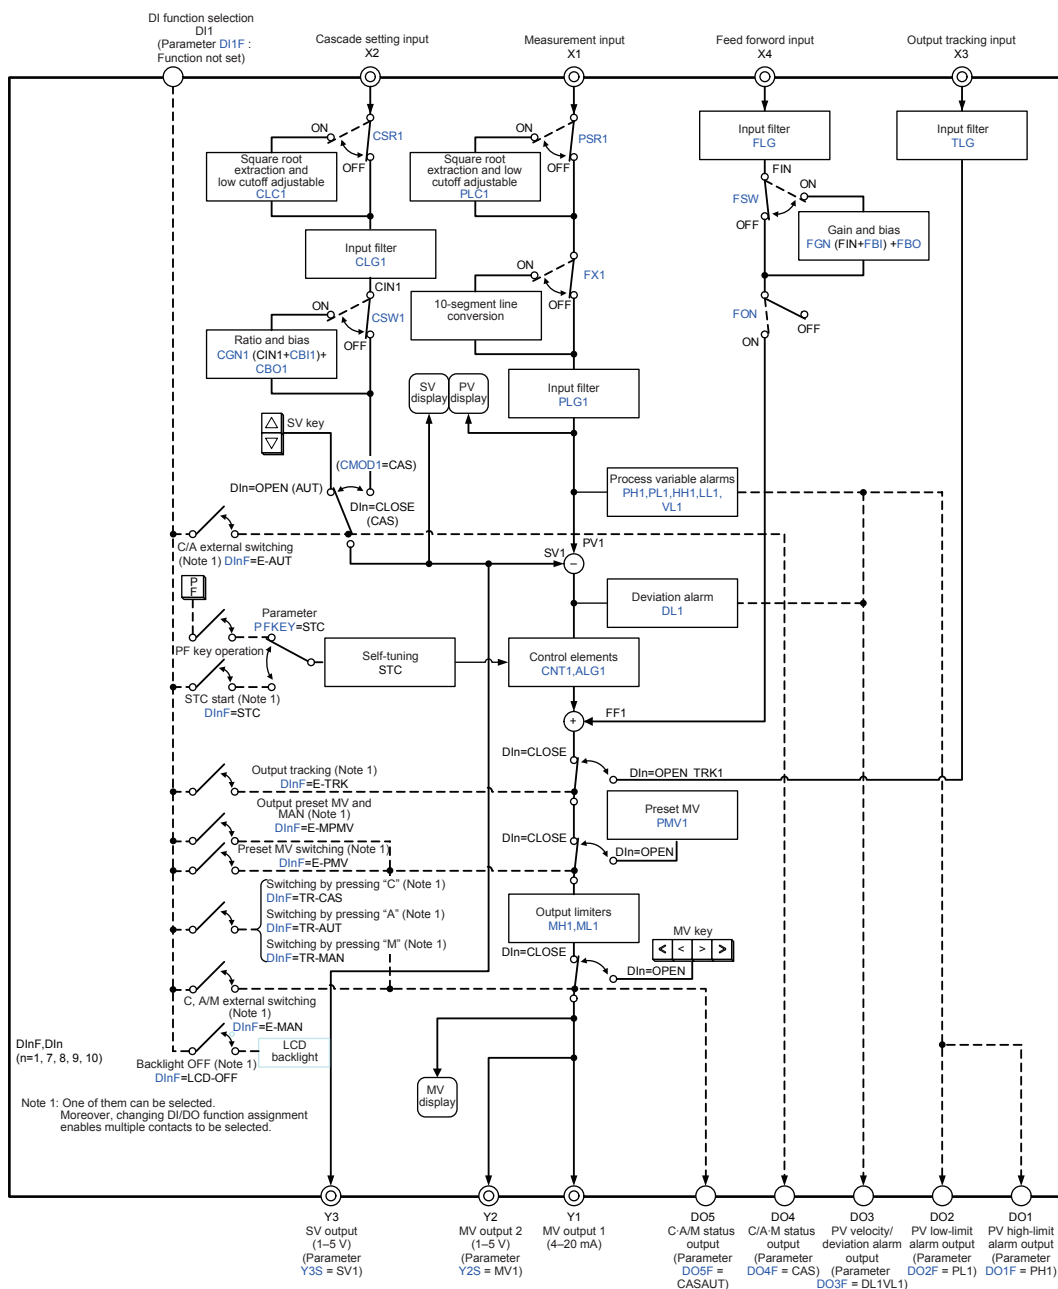 DI function selection
DI1
(Parameter DI1F :
Function not set)
Cascade setting input
X2
Measurement input
X1
Feed forword input
X4
Output tracking input
X3
ON
CSR1
OFF
Square root
extraction and
low cutoff adjustable
CLC1
ON
PSR1
OFF
Square root
extraction and
low cutoff adjustable
PLC1
Input filter
FLG
Input filter
TLG
FIN
ON
FSW
OFF
Gain and bias
FGN (FIN+FBI) +FBO
Input filter
CLG1
CIN1
ON
CSW1
OFF
Ratio and bias
CGN1 (CIN1+CBI1)+
CBO1
ON
FX1
OFF
10-segment line
conversion
FON
OFF
ON
Input filter
PLG1
SV
display
PV
display
SV key
(CMOD1=CAS)
DIn=OPEN (AUT)
DIn=CLOSE
(CAS)
Process variable alarms
PH1,PL1,HH1,LL1,
VL1
C/A external switching
(Note 1) DInF=E-AUT
SV1
PV1
–
P
F
Parameter
PFKEY=STC
PF key operation
Deviation alarm
DL1
Self-tuning
STC
Control elements
CNT1,ALG1
STC start (Note 1)
DInF=STC
+
FF1
DIn=CLOSE
DIn=OPEN TRK1
Output tracking (Note 1)
DInF=E-TRK
Output preset MV and
MAN (Note 1)
DInF=E-MPMV
Preset MV
PMV1
DIn=CLOSE
DIn=OPEN
Preset MV switching (Note 1)
DInF=E-PMV
Switching by pressing “C” (Note 1)
DInF=TR-CAS
Switching by pressing “A” (Note 1)
DInF=TR-AUT
Switching by pressing “M” (Note 1)
DInF=TR-MAN
Output limiters
MH1,ML1
MV key
< < > >
DIn=CLOSE
DIn=OPEN
C, A/M external switching
(Note 1)
DInF=E-MAN
DInF,DIn
(n=1, 7, 8, 9, 10)
LCD
backlight
Backlight OFF (Note 1)
DInF=LCD-OFF
MV
display
Note 1: One of them can be selected.
Moreover, changing DI/DO function assignment
enables multiple contacts to be selected.
Y3
SV output
(1–5 V)
(Parameter
Y3S = SV1)
Y2
MV output 2
(1–5 V)
(Parameter
Y2S = MV1)
Y1
MV output 1
(4–20 mA)
DO5
C·A/M status
output
(Parameter
DO5F =
CASAUT)
DO4
C/A·M status
output
(Parameter
DO4F = CAS)
DO3
PV velocity/
deviation alarm
output
(Parameter
DO3F = DL1VL1)
DO2
PV low-limit
alarm output
(Parameter
DO2F = PL1)
DO1
PV high-limit
alarm output
(Parameter
DO1F = PH1)